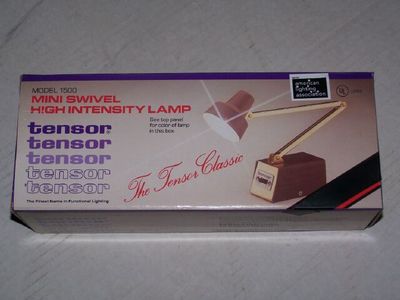 MODEL 1500
MINI SWIVEL
HIGH INTENSITY LAMP
See top panel
for color of lamp
in this box
tensor
tensor
tensor
tensor
tensor
The Finest Name in Functional Lighting
The Tensor Classic
american
lighting
association
UL